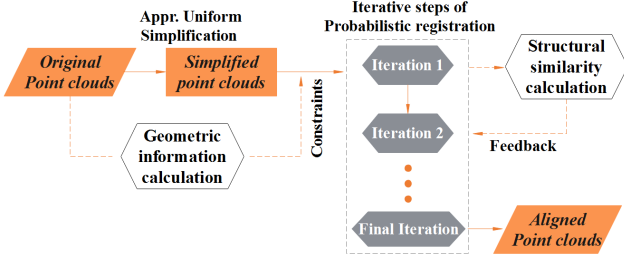 Appr. Uniform
Simplification
Iterative steps of
Probabilistic registration
Original
Point clouds
Simplified
point clouds
Iteration 1
Structural
similarity
calculation
Geometric
information
calculation
Constraints
Iteration 2
Feedback
Final Iteration
Aligned
Point clouds